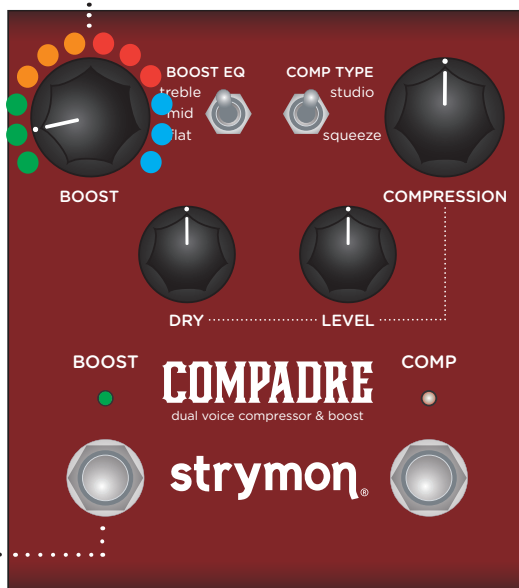 BOOST EQ
treble
mid
flat
COMP TYPE
studio
squeeze
BOOST
COMPRESSION
DRY
LEVEL
BOOST
COMP
COMPADRE
dual voice compressor & boost
strymon®